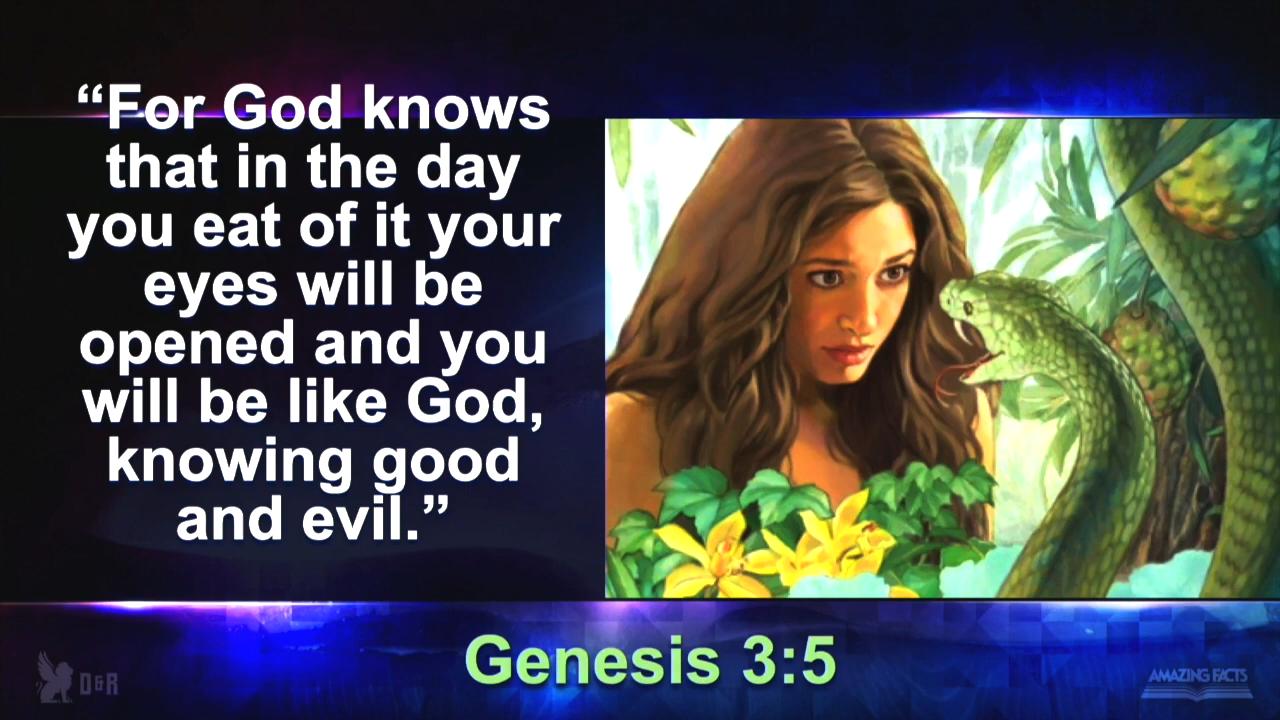 “For God knows
that in the day
you eat of it your
eyes will be
opened and you
will be like God,
knowing good
and evil.”
Genesis 3:5
D&R
AMAZING FACTS